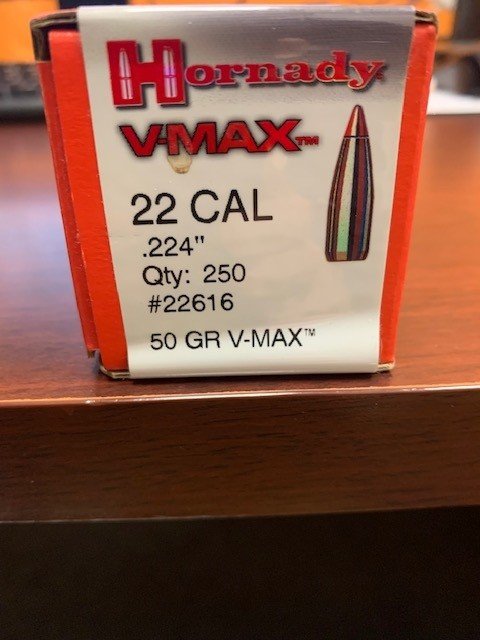 Hornady
V-MAX™
22 CAL
.224"
Qty: 250
#22616
50 GR V-MAX™